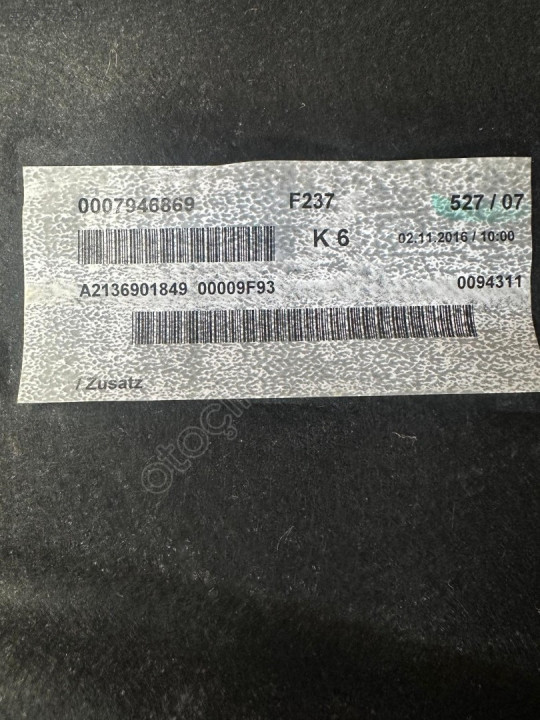 0007946869 F237 527 / 07
K 6 02.11.2016 / 10:00
A2136901849 00009F93 0094311
/ Zusatz